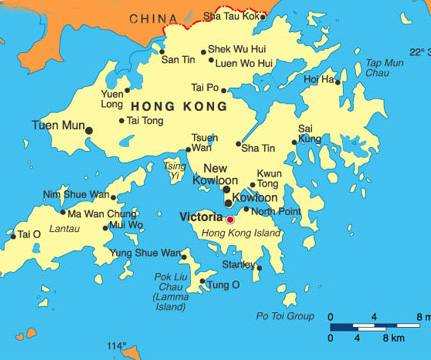 CHINA
Sha Tau Kok
22°
Shek Wu Hui
Luen Wo Hui
San Tin
Tap Mun
Chau
Hoi Ha
Tai Po
Yuen
Long
HONG KONG
Tuen Mun
Tai Tong
Tsuen
Wan
Sha Tin
Sai
Kung
Tsing
Yi
New
Kowloon
Kwun
Tong
Kowloon
Nim Shue Wan
Ma Wan Chung
Mui Wo
Victoria
North Point
Lantau
Tai O
Hong Kong Island
Yung Shue Wan
Stanley
Pok Liu
Chau
(Lamma
Island)
Tung O
Po Toi Group
0 4 8 m
0 4 8 km
114°